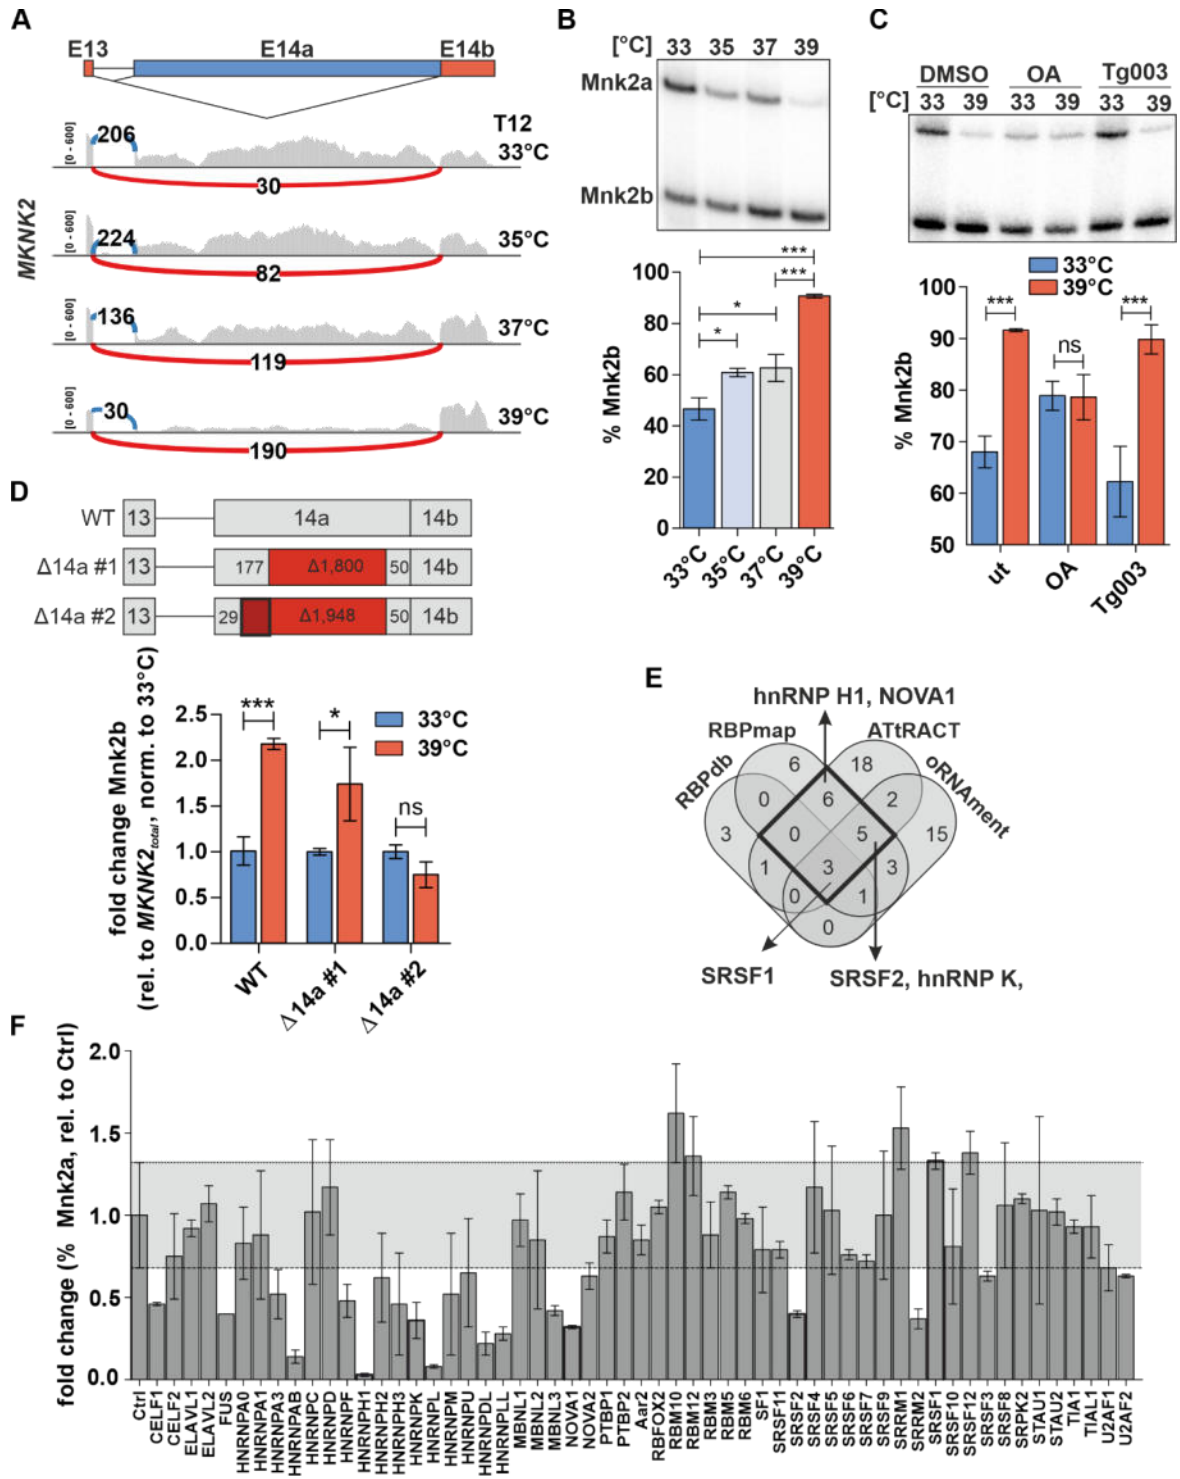 A
E13 E14a E14b
MKNK2
[0 - 600] 206 T12
33°C
30
[0 - 600] 224 35°C
82
[0 - 600] 136 37°C
119
[0 - 600] 30 39°C
190
B
[°C] 33 35 37 39
Mnk2a
Mnk2b
% Mnk2b
100
80
60
40
20
0
***
***
*
*
33°C 35°C 37°C 39°C
C
DMSO OA Tg003
[°C] 33 39 33 39 33 39
33°C
39°C
% Mnk2b
100
90
80
70
60
50
*** ns ***
ut OA Tg003
D
WT 13 14a 14b
Δ14a #1 13 177 Δ1,800 50 14b
Δ14a #2 13 29 Δ1,948 50 14b
fold change Mnk2b
(rel. to MKNK2total, norm. to 33°C)
2.5
2.0
1.5
1.0
0.5
0.0
*** * ns
33°C
39°C
WT Δ14a #1 Δ14a #2
E
hnRNP H1, NOVA1
RBPdb RBPmap ATtRACT oRNAment
6 18
0 6 2
3 0 5 15
1 3 3
0 1
0
SRSF1 SRSF2, hnRNP K,
F
fold change (% Mnk2a, rel. to Ctrl)
2.0
1.5
1.0
0.5
0.0
Ctrl
CELF1
CELF2
ELAVL1
ELAVL2
FUS
HNRNPA0
HNRNPA1
HNRNPA3
HNRNPAB
HNRNPC
HNRNPD
HNRNPF
HNRNPH1
HNRNPH2
HNRNPH3
HNRNPK
HNRNPL
HNRNPM
HNRNPU
HNRNPDL
HNRNPLL
MBNL1
MBNL2
MBNL3
NOVA1
NOVA2
PTBP1
PTBP2
Aar2
RBFOX2
RBM10
RBM12
RBM3
RBM5
RBM6
SF1
SRSF11
SRSF2
SRSF4
SRSF5
SRSF6
SRSF7
SRSF9
SRRM1
SRRM2
SRSF1
SRSF10
SRSF12
SRSF3
SRSF8
SRPK2
STAU1
STAU2
TIA1
TIAL1
U2AF1
U2AF2